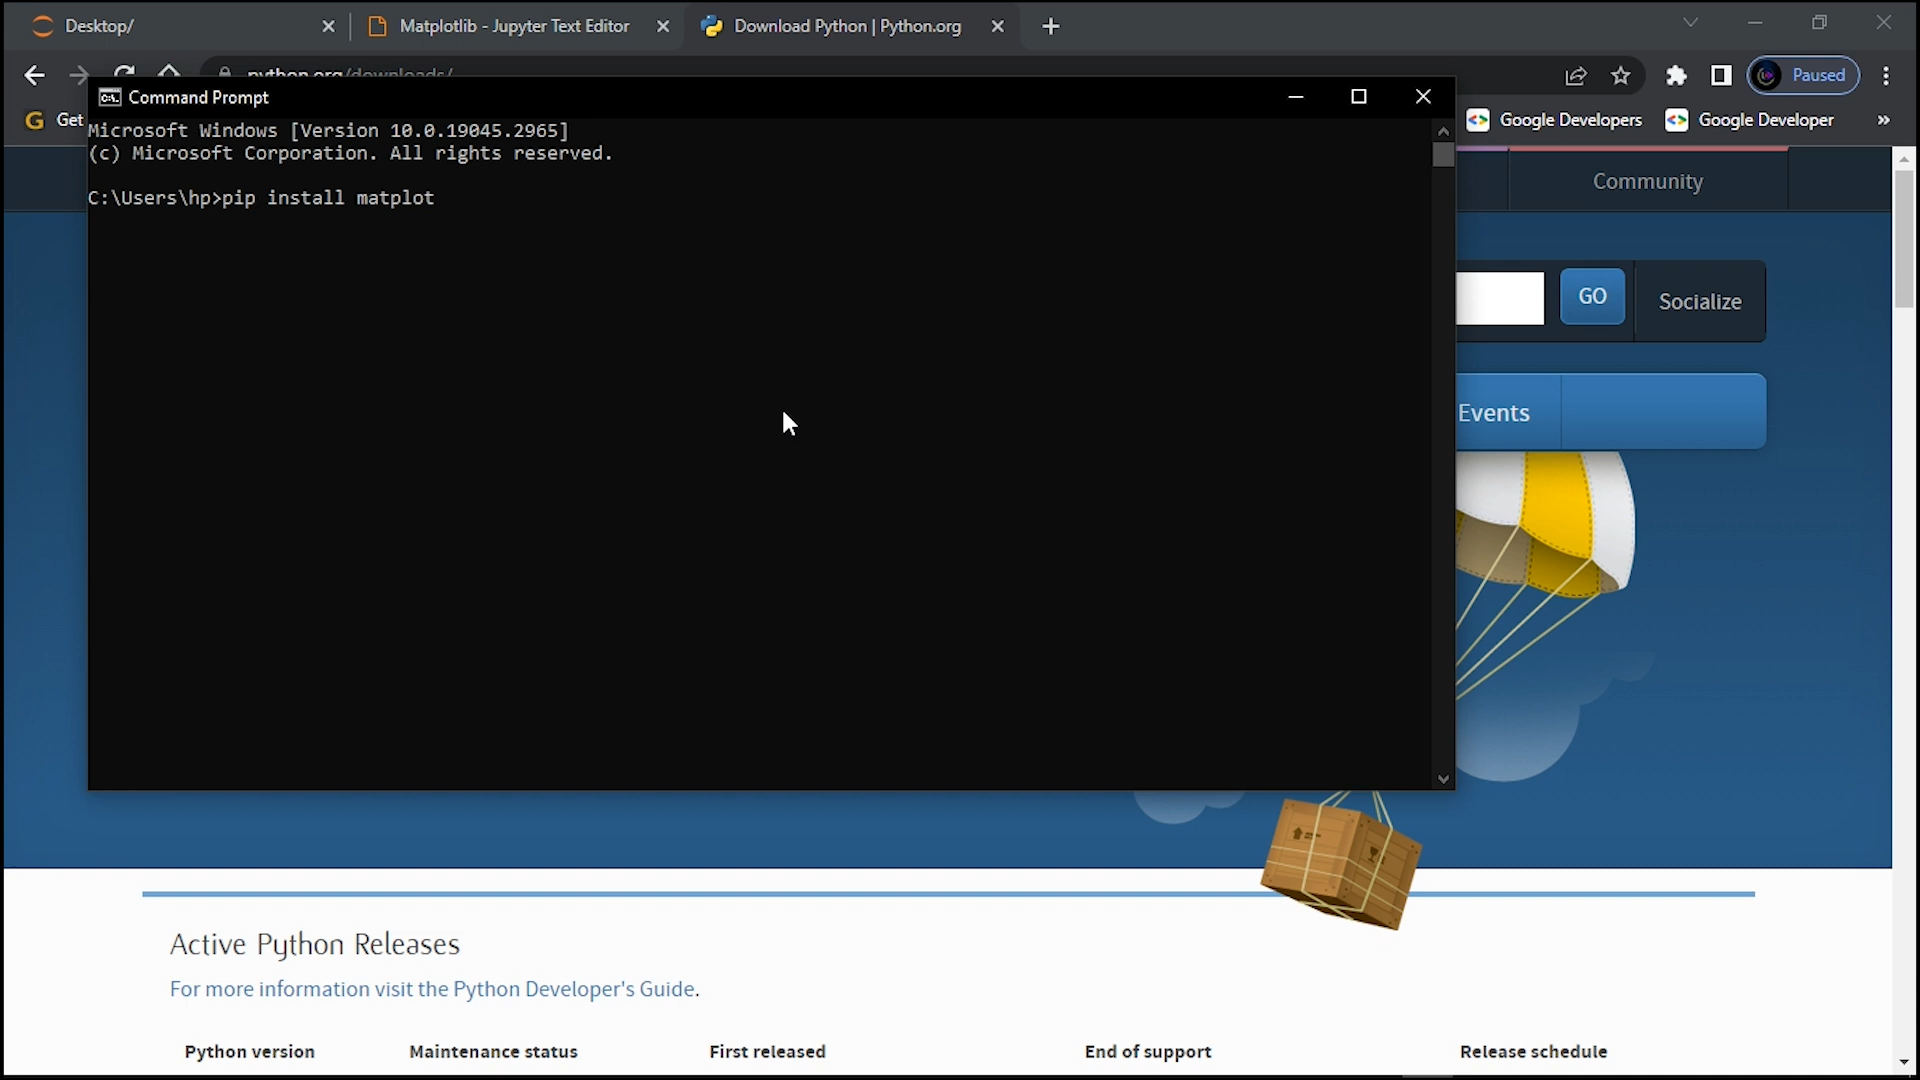 Desktop/
Matplotlib - Jupyter Text Editor
Download Python | Python.org
python.org/downloads/
Paused
Get
Google Developers
Google Developer
»
Command Prompt
Microsoft Windows [Version 10.0.19045.2965]
(c) Microsoft Corporation. All rights reserved.
C:\Users\hp>pip install matplot
Community
GO
Socialize
Events
Active Python Releases
For more information visit the Python Developer's Guide.
Python version
Maintenance status
First released
End of support
Release schedule